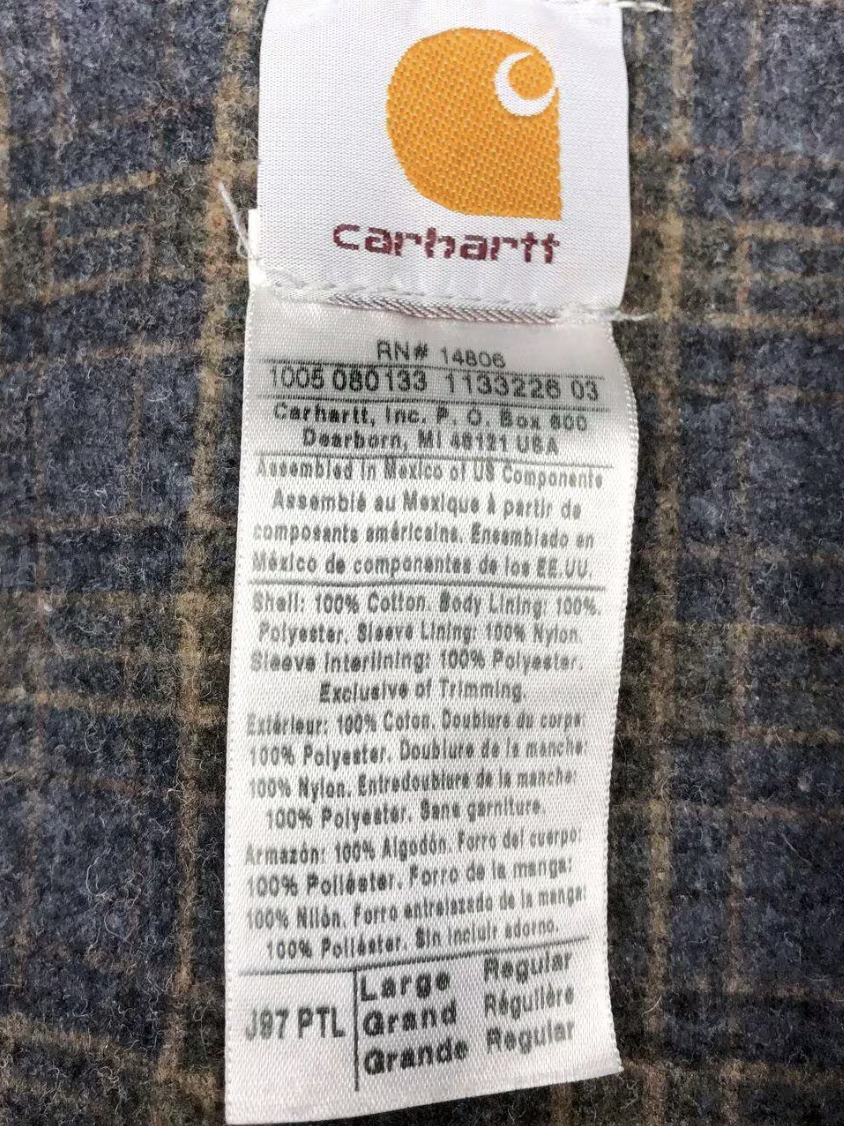 carhartt
RN# 14806
1005 080133 1133226 03
Carhartt, Inc. P. O. Box 600
Dearborn, MI 48121 USA
Assembled in Mexico of US Components
Assemblé au Mexique à partir de
composants américains. Ensamblado en
México de componentes de los EE.UU.
Shell: 100% Cotton. Body Lining: 100%.
Polyester. Sleeve Lining: 100% Nylon.
Sleeve Interlining: 100% Polyester.
Exclusive of Trimming.
Extérieur: 100% Coton. Doublure du corps:
100% Polyester. Doublure de la manche:
100% Nylon. Entredoublure de la manche:
100% Polyester. Sans garniture.
Armazón: 100% Algodón. Forro del cuerpo:
100% Poliéster. Forro de la manga:
100% Nilón. Forro entrelazado de la manga:
100% Poliéster. Sin incluir adorno.
J97 PTL
Large Regular
Grand Régulière
Grande Regular